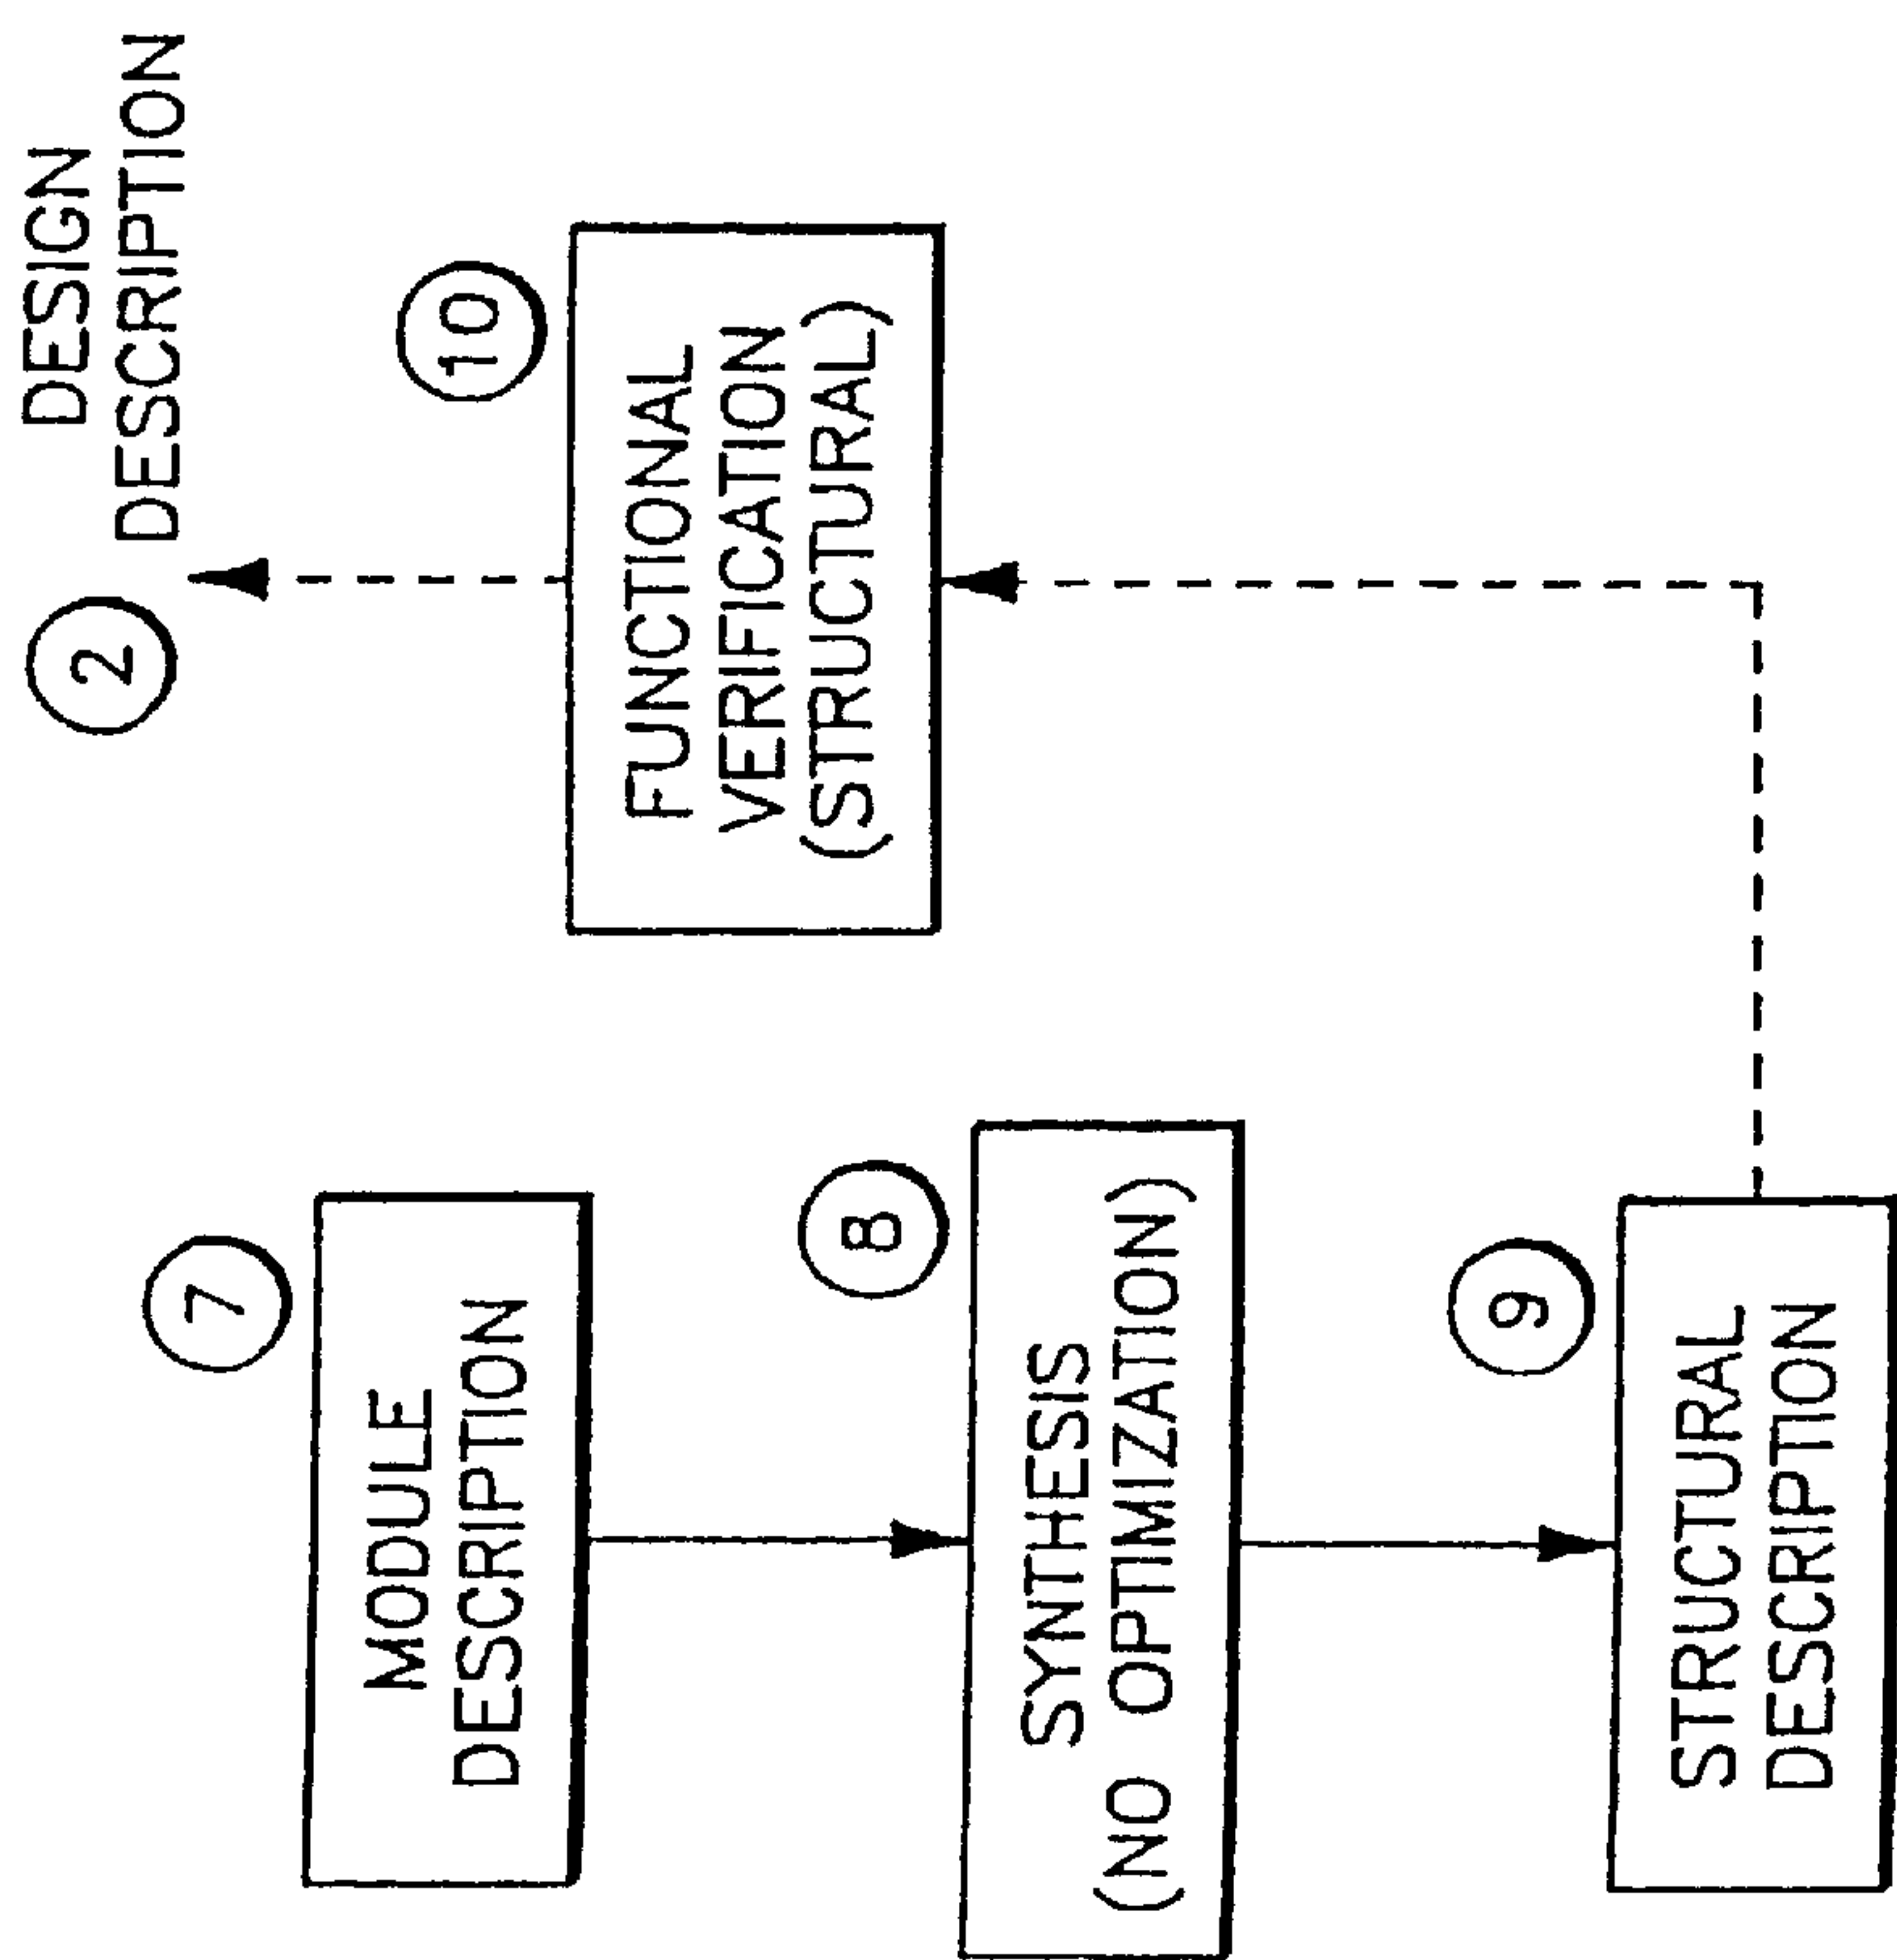 7
MODULE
DESCRIPTION
8
SYNTHESIS
(NO OPTIMIZATION)
9
STRUCTURAL
DESCRIPTION
10
FUNCTIONAL
VERIFICATION
(STRUCTURAL)
2
DESIGN
DESCRIPTION